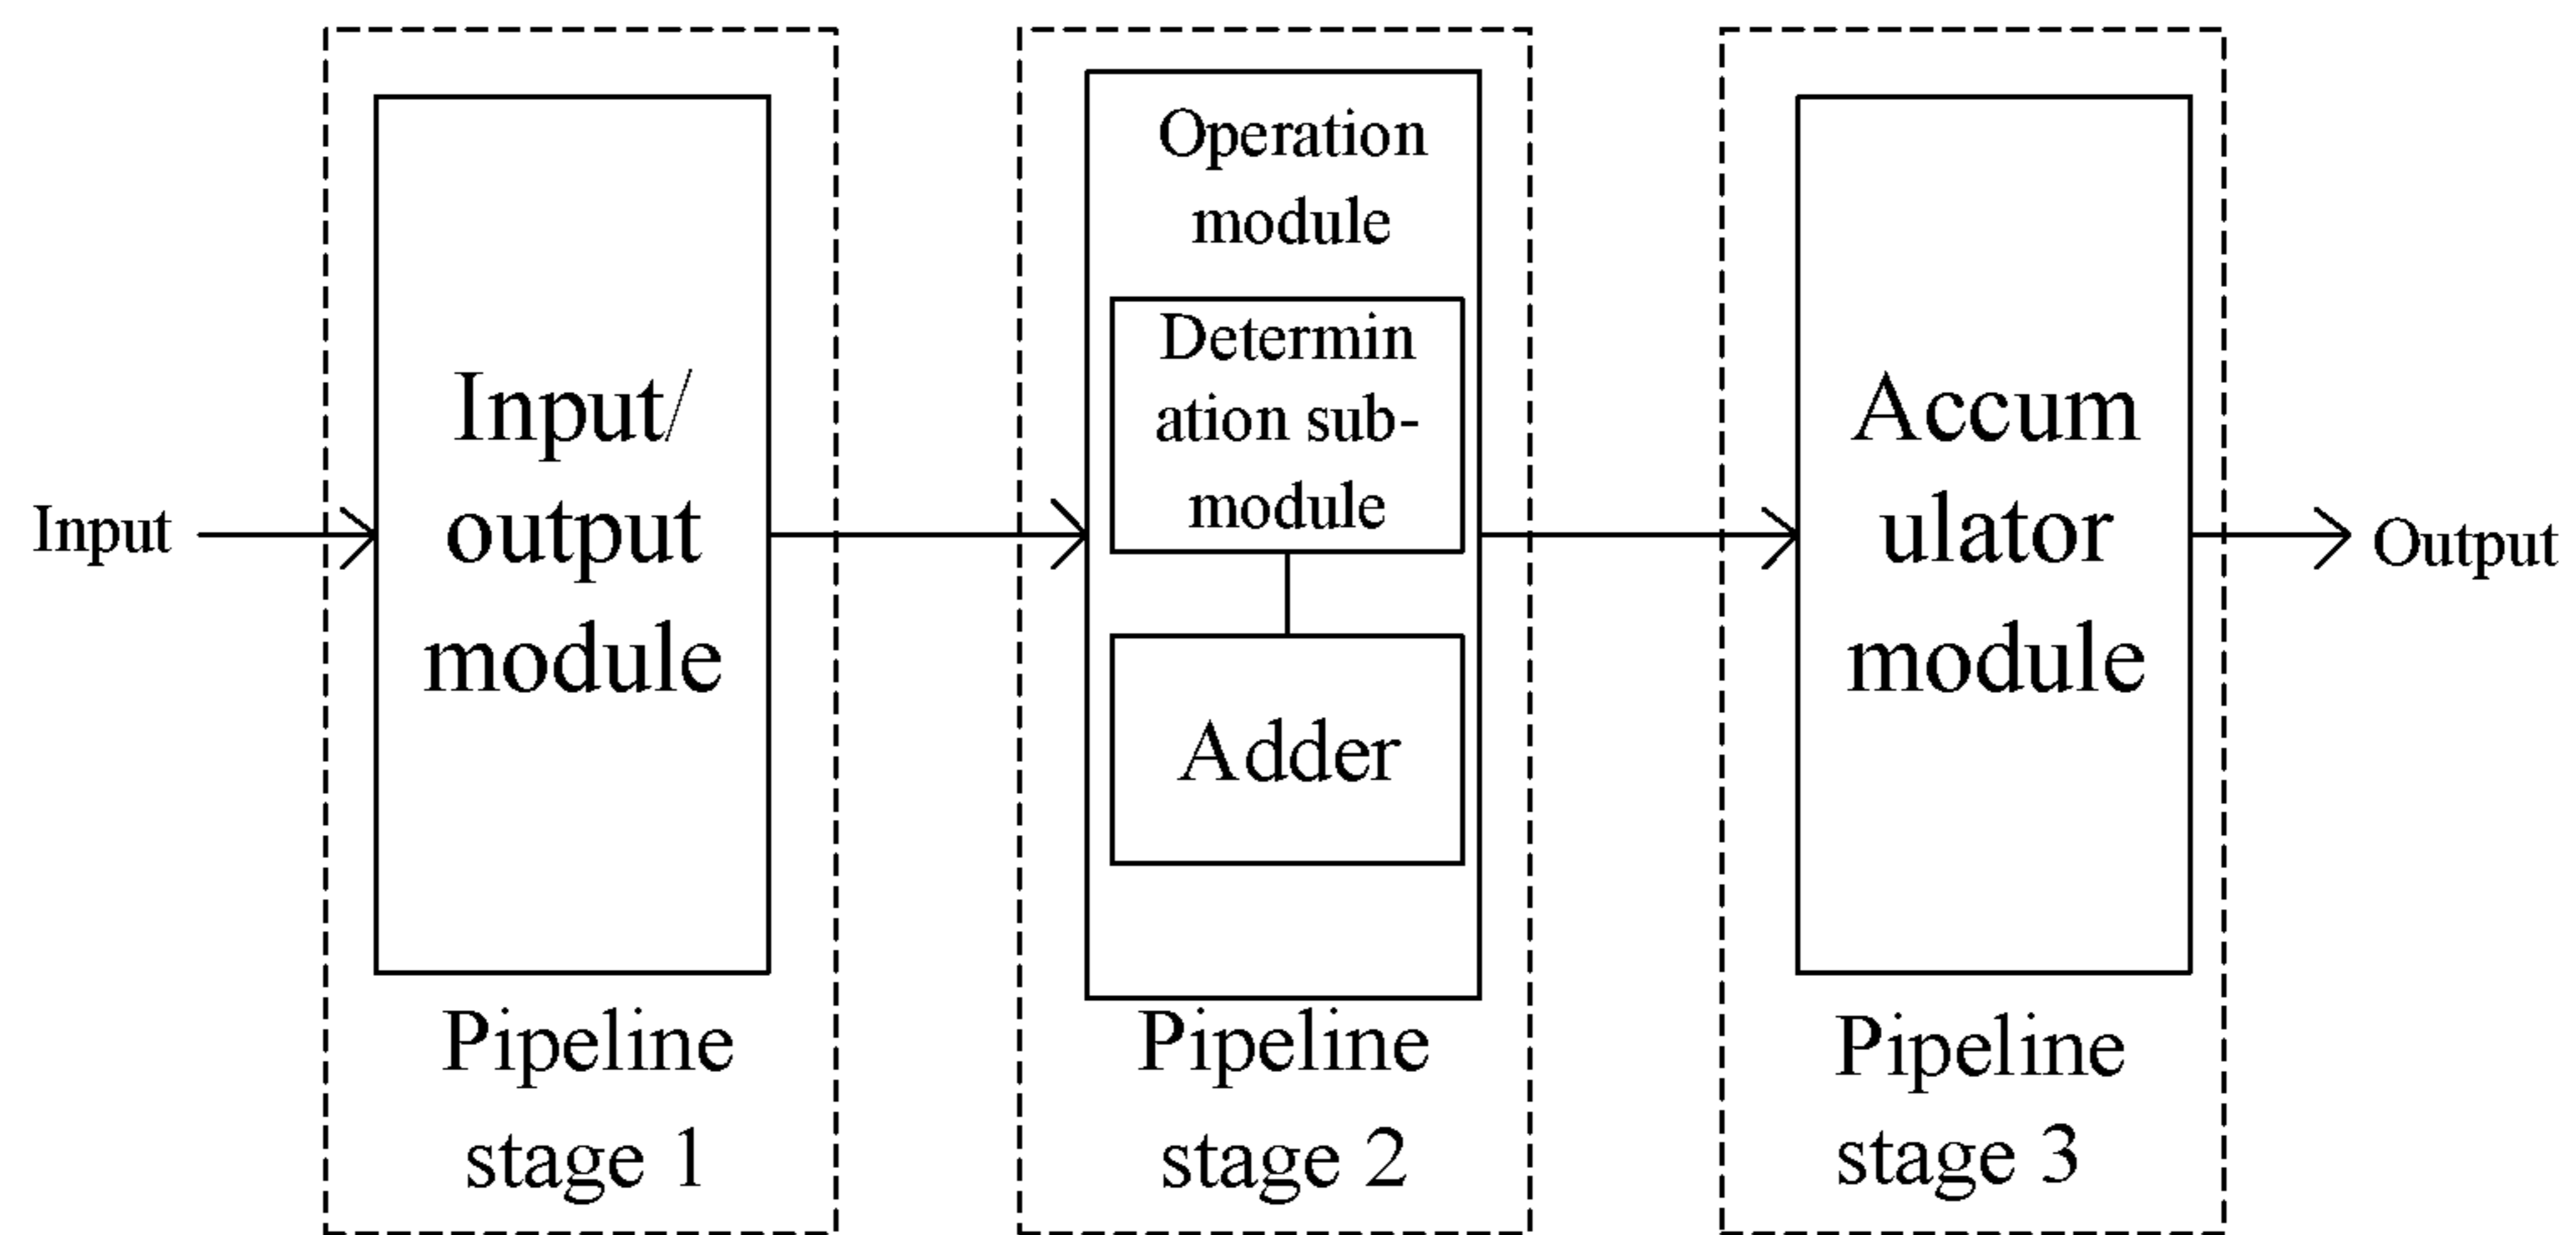 Input
Input/
output
module
Pipeline
stage 1
Operation
module
Determin
ation sub-
module
Adder
Pipeline
stage 2
Accum
ulator
module
Pipeline
stage 3
Output